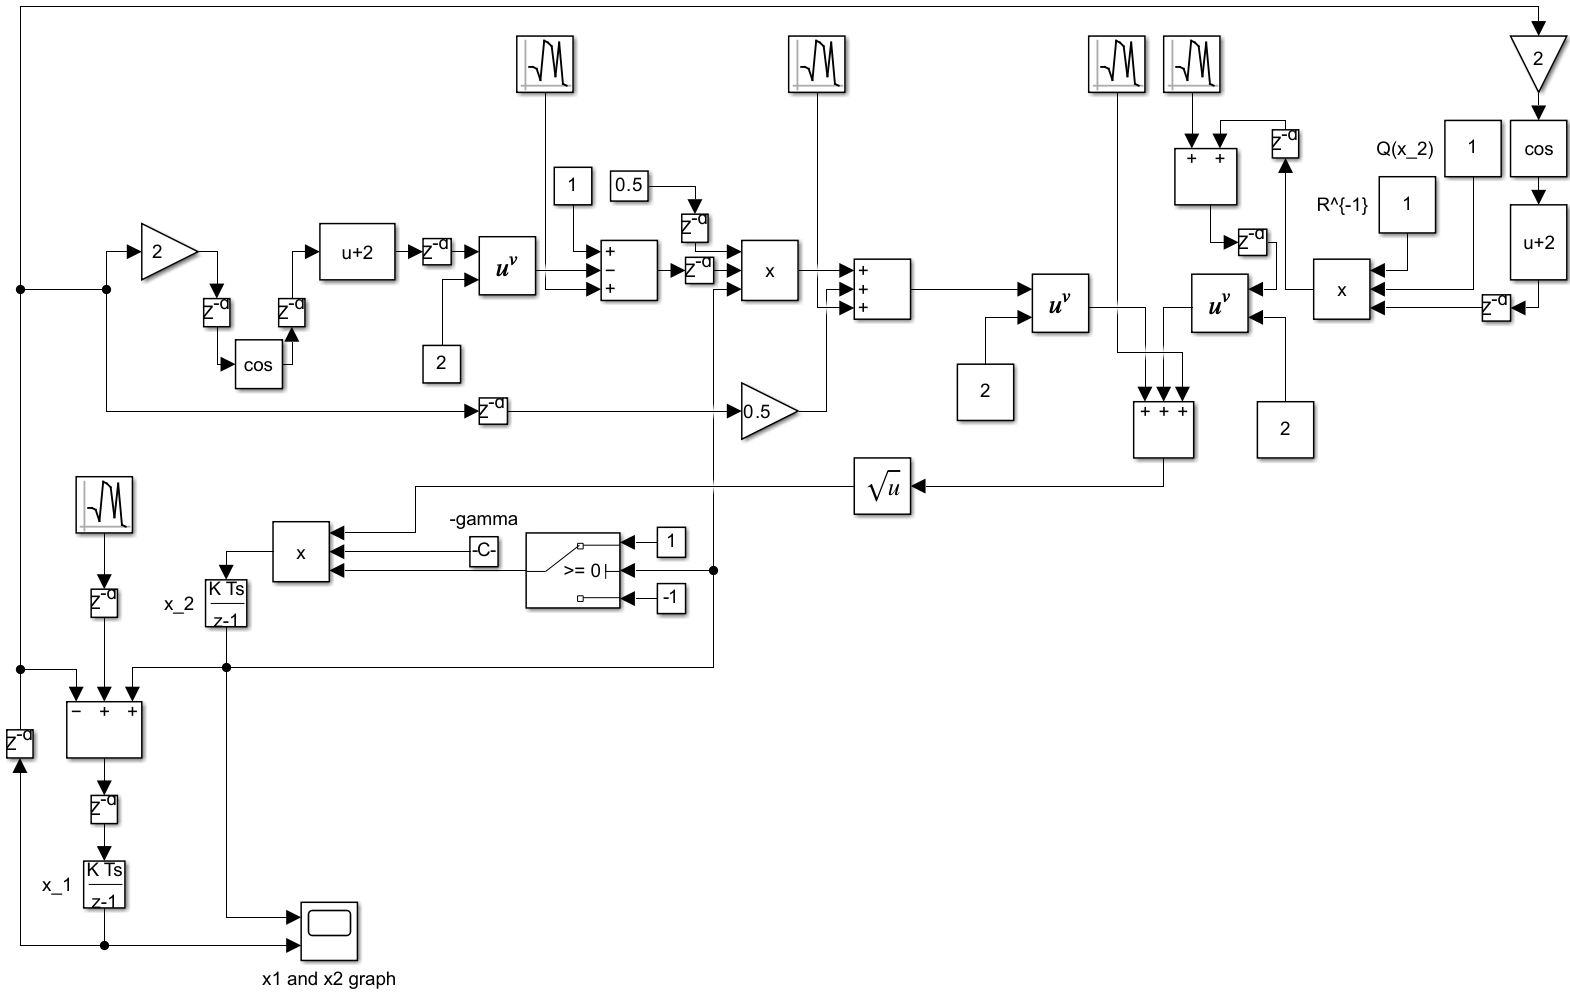 2
Q(x_2)
1
cos
R^{-1}
1
z^-d
+ +
z^-d
u+2
1
0.5
z^-d
2
u+2
z^-d
u^v
+
−
+
z^-d
x
+
+
+
u^v
u^v
x
z^-d
z^-d
z^-d
cos
2
2
2
z^-d
0.5
+ + +
√u
-gamma
x
-C-
1
>= 0
-1
x_2
K Ts
z-1
z^-d
− + +
z^-d
z^-d
x_1
K Ts
z-1
x1 and x2 graph